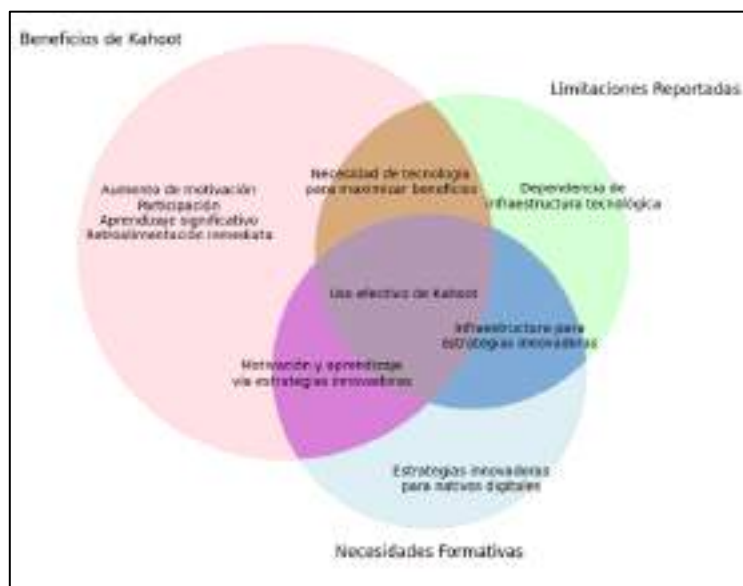 Beneficios de Kahoot
Limitaciones Reportadas
Necesidad de tecnología
para maximizar beneficios
Aumento de motivación
Participación
Aprendizaje significativo
Retroalimentación inmediata
Dependencia de
infraestructura tecnológica
Uso efectivo de Kahoot
Infraestructura para
estrategias innovadoras
Motivación y aprendizaje
vía estrategias innovadoras
Estrategias innovadoras
para nativos digitales
Necesidades Formativas